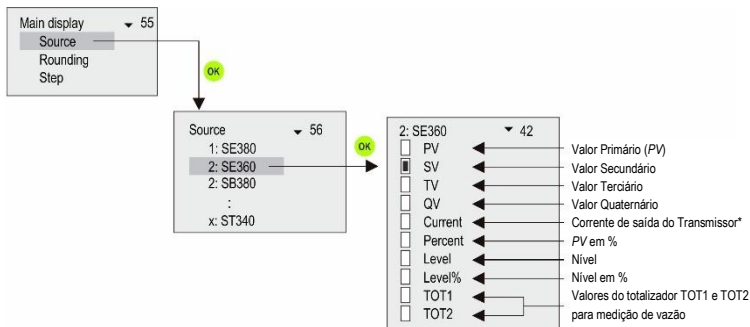 Main display 55
Source
Rounding
Step
OK
Source 56
1: SE380
2: SE360
2: SB380
:
x: ST340
OK
2: SE360 42
PV Valor Primário (PV)
SV Valor Secundário
TV Valor Terciário
QV Valor Quaternário
Current Corrente de saída do Transmissor*
Percent PV em %
Level Nível
Level% Nível em %
TOT1 Valores do totalizador TOT1 e TOT2
TOT2 para medição de vazão